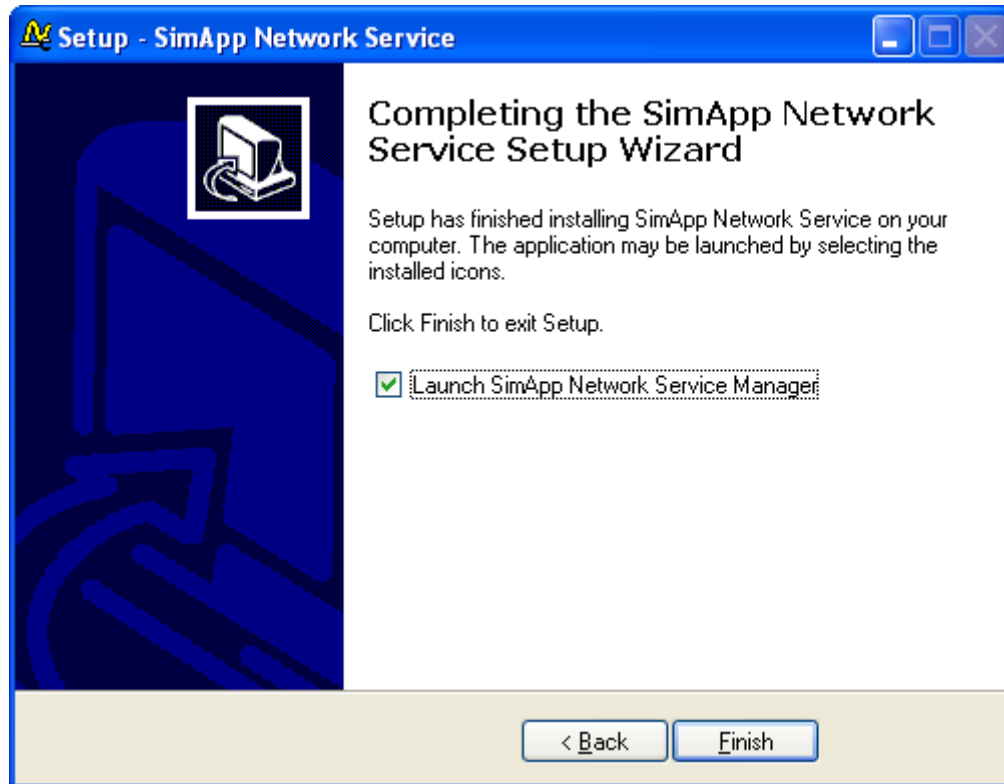 Setup - SimApp Network Service
Completing the SimApp Network
Service Setup Wizard
Setup has finished installing SimApp Network Service on your
computer. The application may be launched by selecting the
installed icons.
Click Finish to exit Setup.
Launch SimApp Network Service Manager
< Back
Finish